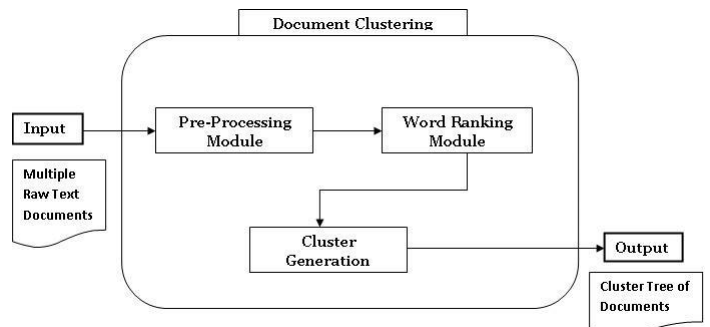 Document Clustering
Input
Pre-Processing
Module
Word Ranking
Module
Multiple
Raw Text
Documents
Cluster
Generation
Output
Cluster Tree of
Documents